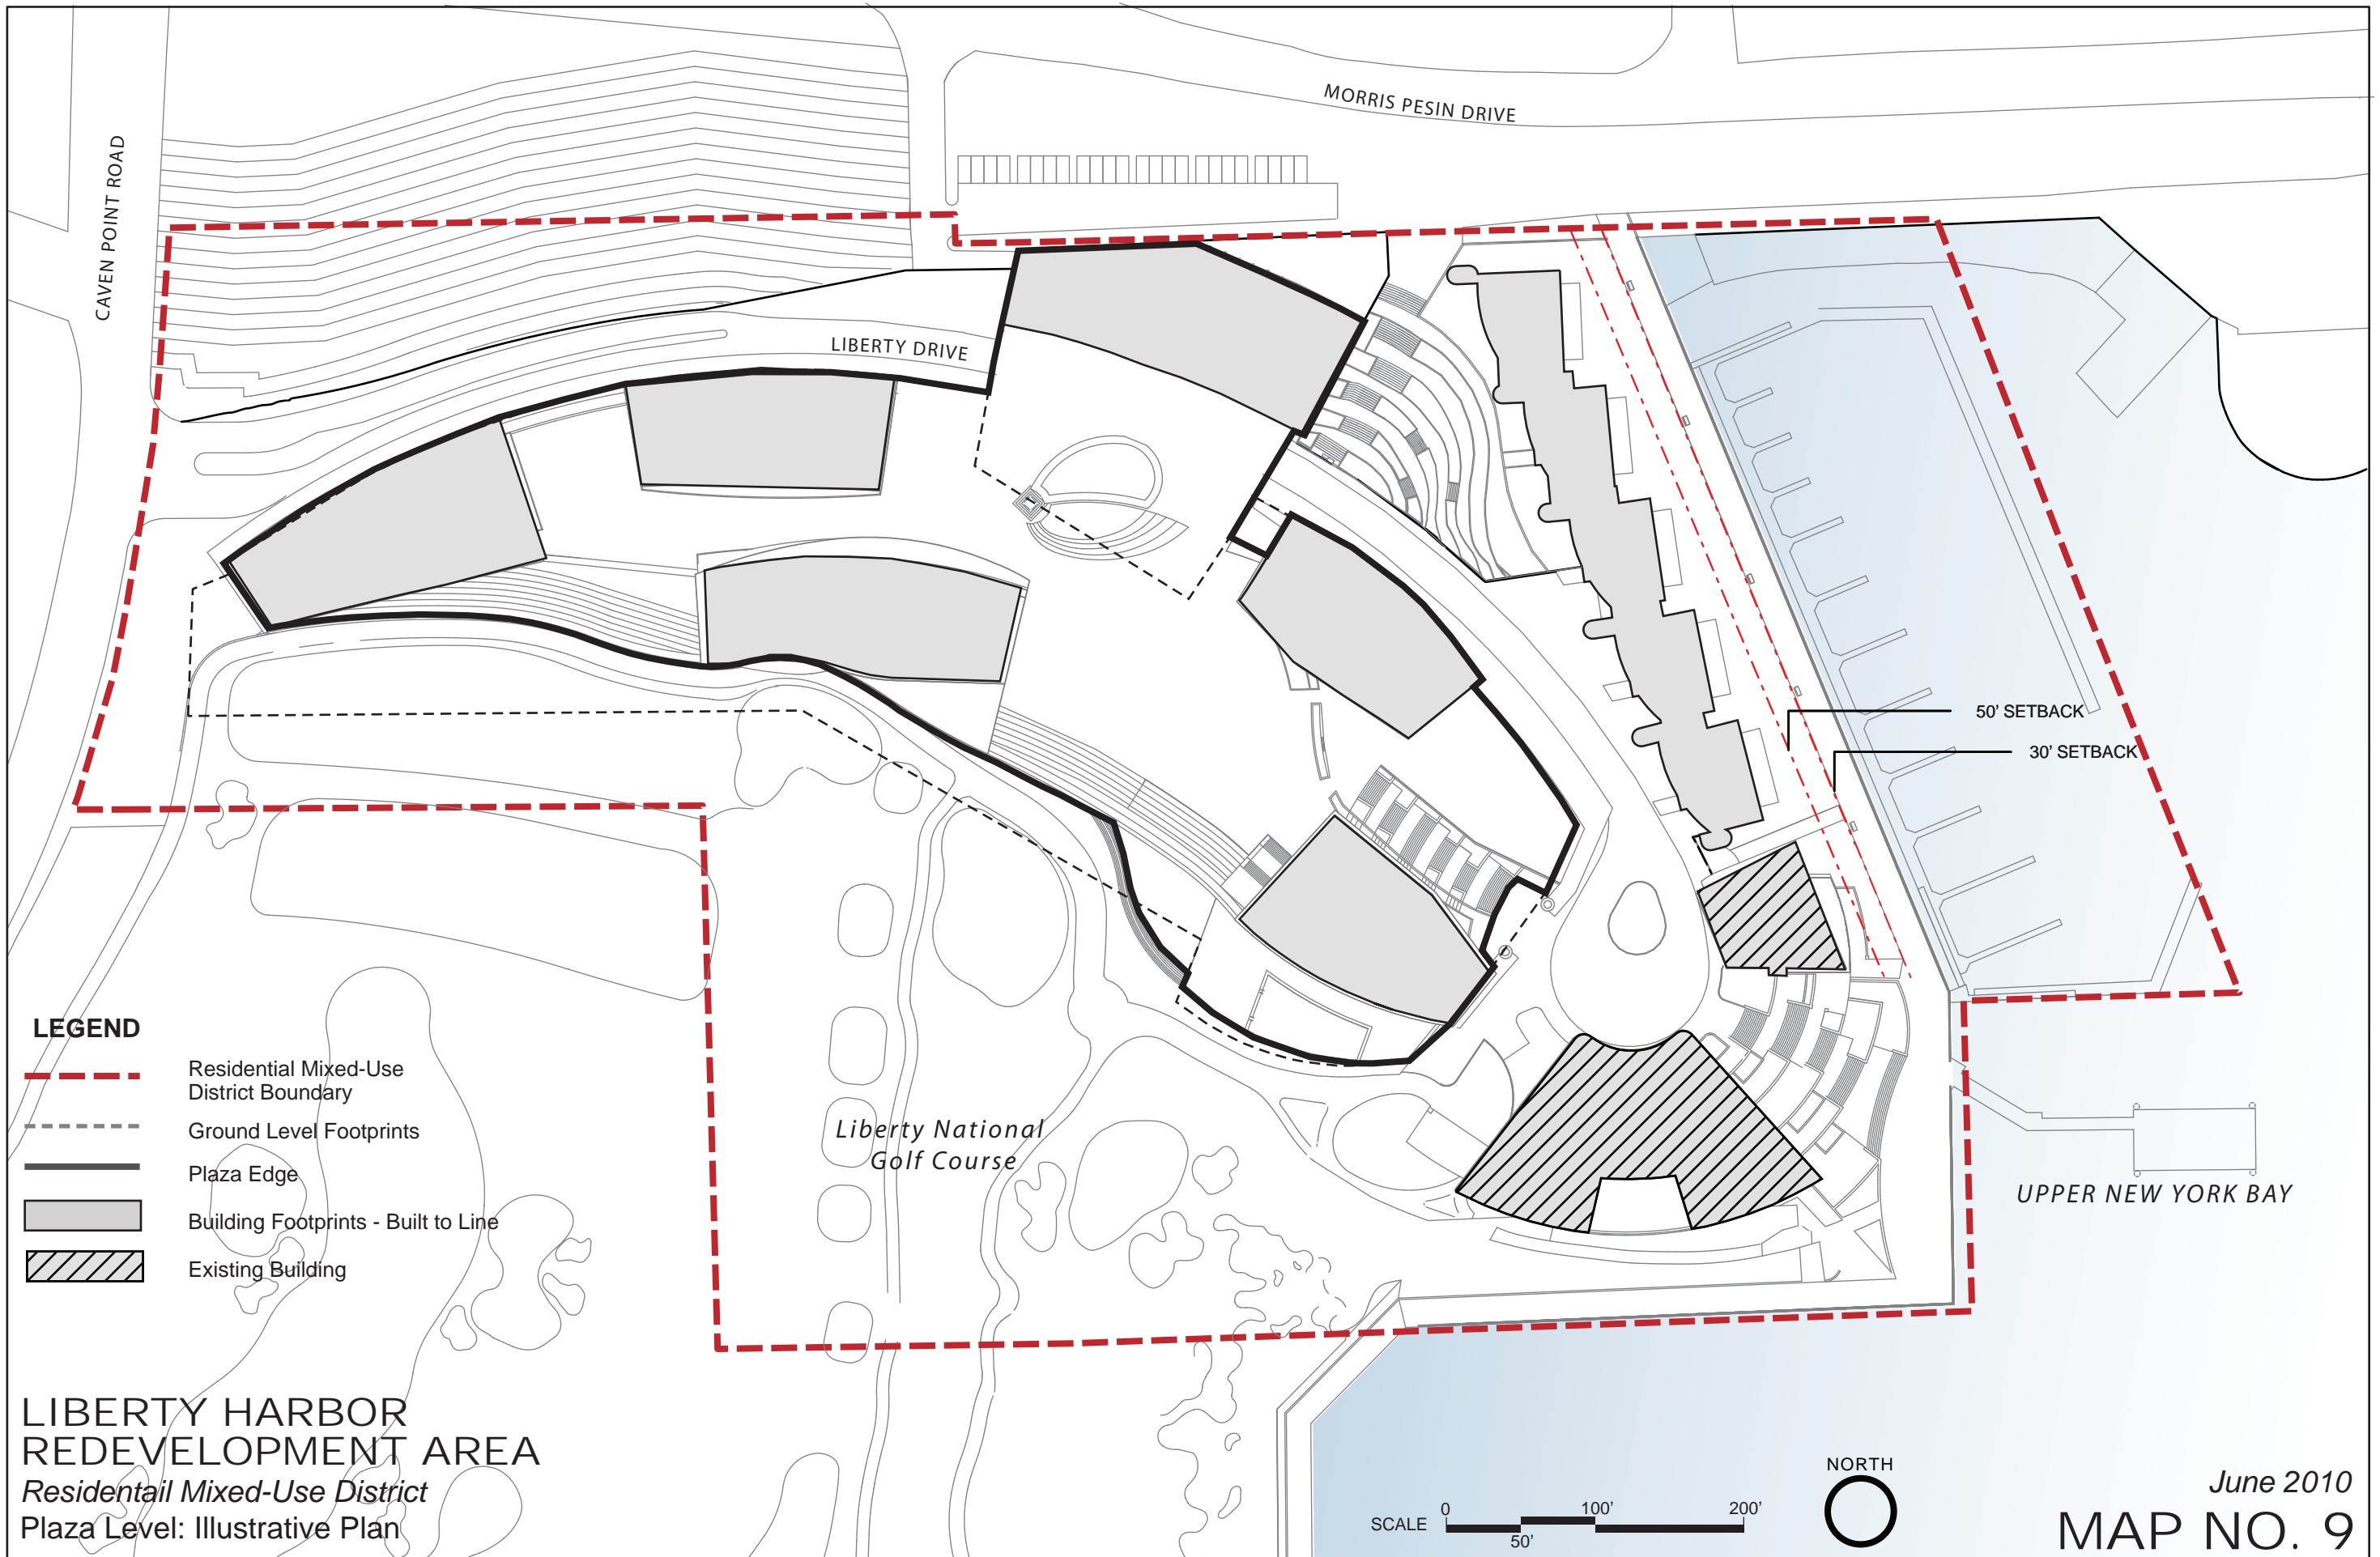 MORRIS PESIN DRIVE
CAVEN POINT ROAD
LIBERTY DRIVE
50' SETBACK
30' SETBACK
LEGEND
Residential Mixed-Use
District Boundary
Ground Level Footprints
Plaza Edge
Building Footprints - Built to Line
Existing Building
Liberty National
Golf Course
UPPER NEW YORK BAY
LIBERTY HARBOR
REDEVELOPMENT AREA
Residentail Mixed-Use District
Plaza Level: Illustrative Plan
SCALE 0 100' 200'
50'
NORTH
June 2010
MAP NO. 9